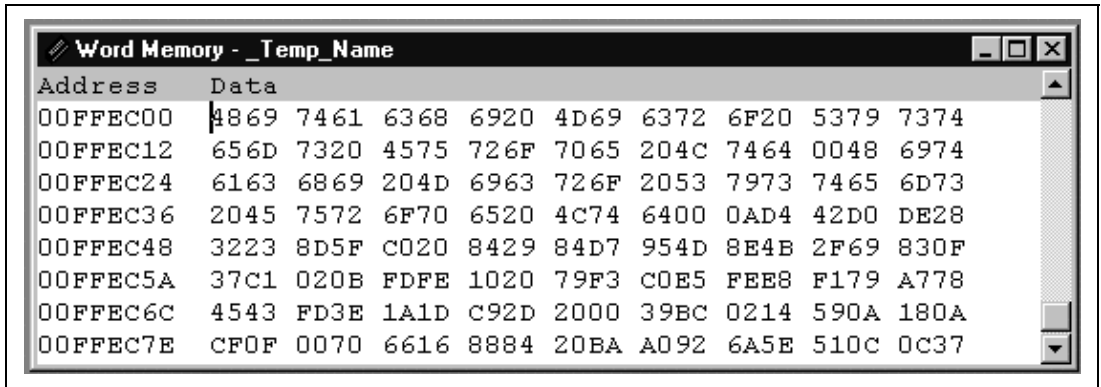 Word Memory - _Temp_Name
Address Data
00FFEC00 4869 7461 6368 6920 4D69 6372 6F20 5379 7374
00FFEC12 656D 7320 4575 726F 7065 204C 7464 0048 6974
00FFEC24 6163 6869 204D 6963 726F 2053 7973 7465 6D73
00FFEC36 2045 7572 6F70 6520 4C74 6400 0AD4 42D0 DE28
00FFEC48 3223 8D5F C020 8429 84D7 954D 8E4B 2F69 830F
00FFEC5A 37C1 020B FDFE 1020 79F3 C0E5 FEE8 F179 A778
00FFEC6C 4543 FD3E 1A1D C92D 2000 39BC 0214 590A 180A
00FFEC7E CF0F 0070 6616 8884 20BA A092 6A5E 510C 0C37